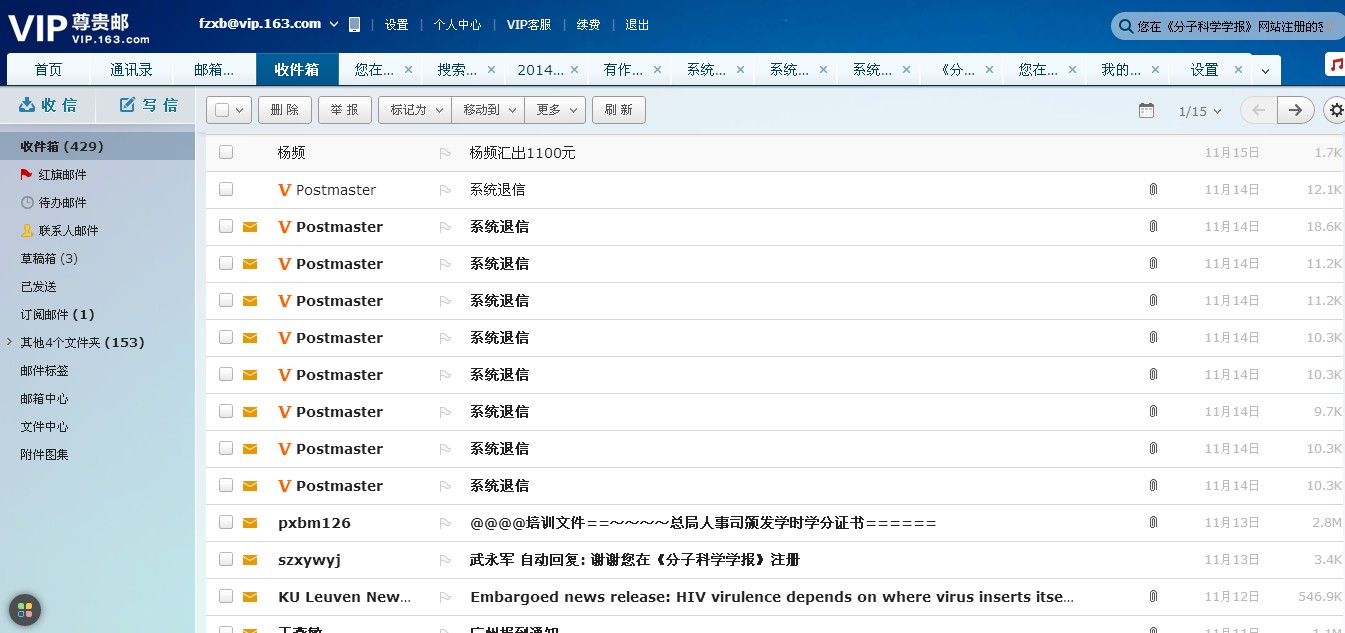 VIP 尊贵邮 VIP.163.com
fzxb@vip.163.com 设置 个人中心 VIP客服 续费 退出
您在《分子科学学报》网站注册的
首页 通讯录 邮箱... 收件箱 您在... 搜索... 2014... 有作... 系统... 系统... 系统... 《分... 您在... 我的... 设置
收信 写信
删除 举报 标记为 移动到 更多 刷新 1/15
收件箱 (429)
红旗邮件
待办邮件
联系人邮件
草稿箱 (3)
已发送
订阅邮件 (1)
其他4个文件夹 (153)
邮件标签
邮箱中心
文件中心
附件图集
杨频 杨频汇出1100元 11月15日 1.7K
V Postmaster 系统退信 11月14日 12.1K
V Postmaster 系统退信 11月14日 18.6K
V Postmaster 系统退信 11月14日 11.2K
V Postmaster 系统退信 11月14日 11.2K
V Postmaster 系统退信 11月14日 10.3K
V Postmaster 系统退信 11月14日 10.3K
V Postmaster 系统退信 11月14日 9.7K
V Postmaster 系统退信 11月14日 10.3K
V Postmaster 系统退信 11月14日 10.3K
pxbm126 @@@@培训文件==～～～～总局人事司颁发学时学分证书====== 11月13日 2.8M
szxywyj 武永军 自动回复: 谢谢您在《分子科学学报》注册 11月13日 3.4K
KU Leuven New... Embargoed news release: HIV virulence depends on where virus inserts itse... 11月12日 546.9K